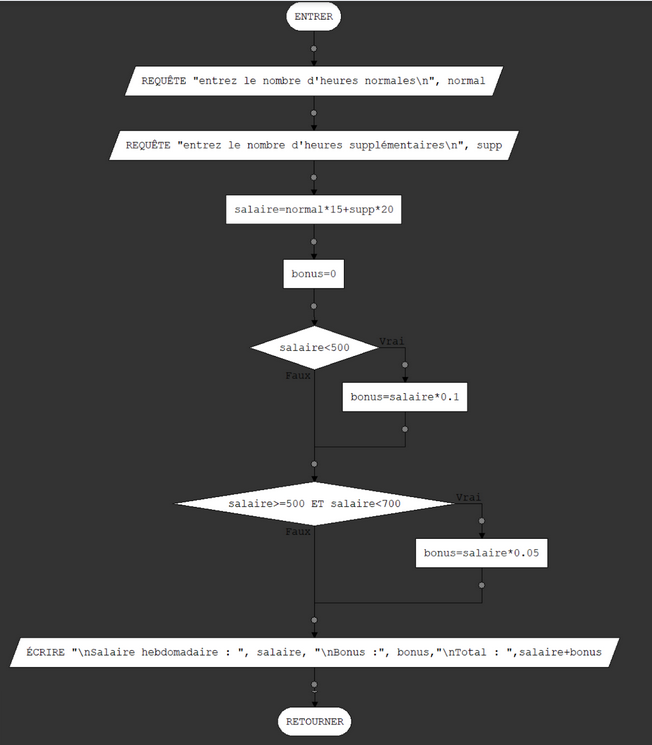 ENTRER
REQUÊTE "entrez le nombre d'heures normales\n", normal
REQUÊTE "entrez le nombre d'heures supplémentaires\n", supp
salaire=normal*15+supp*20
bonus=0
salaire<500
Vrai
Faux
bonus=salaire*0.1
salaire>=500 ET salaire<700
Vrai
Faux
bonus=salaire*0.05
ÉCRIRE "\nSalaire hebdomadaire : ", salaire, "\nBonus :", bonus,"\nTotal : ",salaire+bonus
RETOURNER